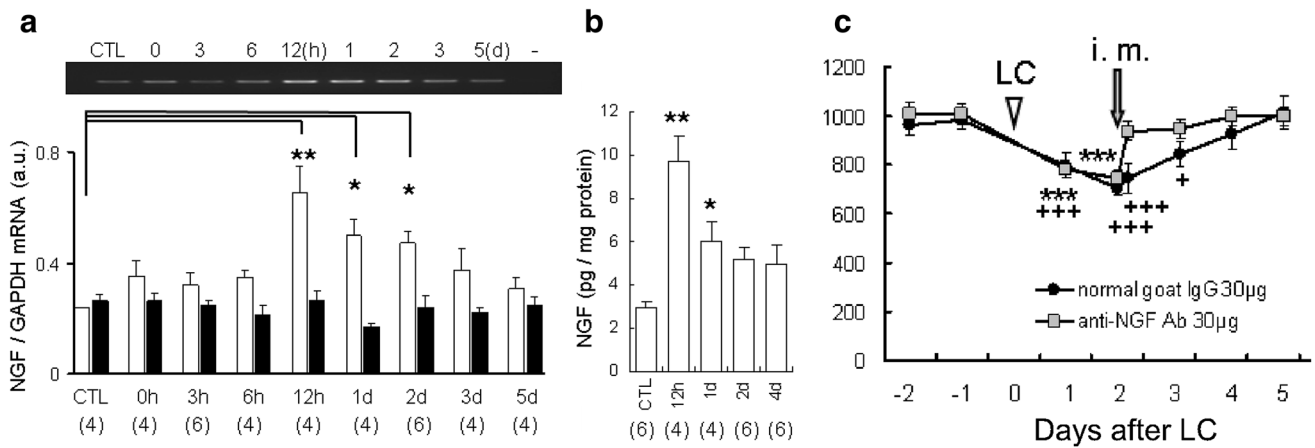 a
CTL 0 3 6 12(h) 1 2 3 5(d) -
NGF / GAPDH mRNA (a.u.)
0.8
0.4
0
** * *
CTL 0h 3h 6h 12h 1d 2d 3d 5d
(4) (4) (6) (4) (4) (4) (6) (4) (4)
b
NGF (pg / mg protein)
12
10
8
6
4
2
0
**
*
CTL 12h 1d 2d 4d
(6) (4) (4) (6) (6)
c
i. m.
LC
1200
1000
800
600
400
200
0
***
***
+++
+
+++
+++
normal goat IgG 30µg
anti-NGF Ab 30µg
-2 -1 0 1 2 3 4 5
Days after LC